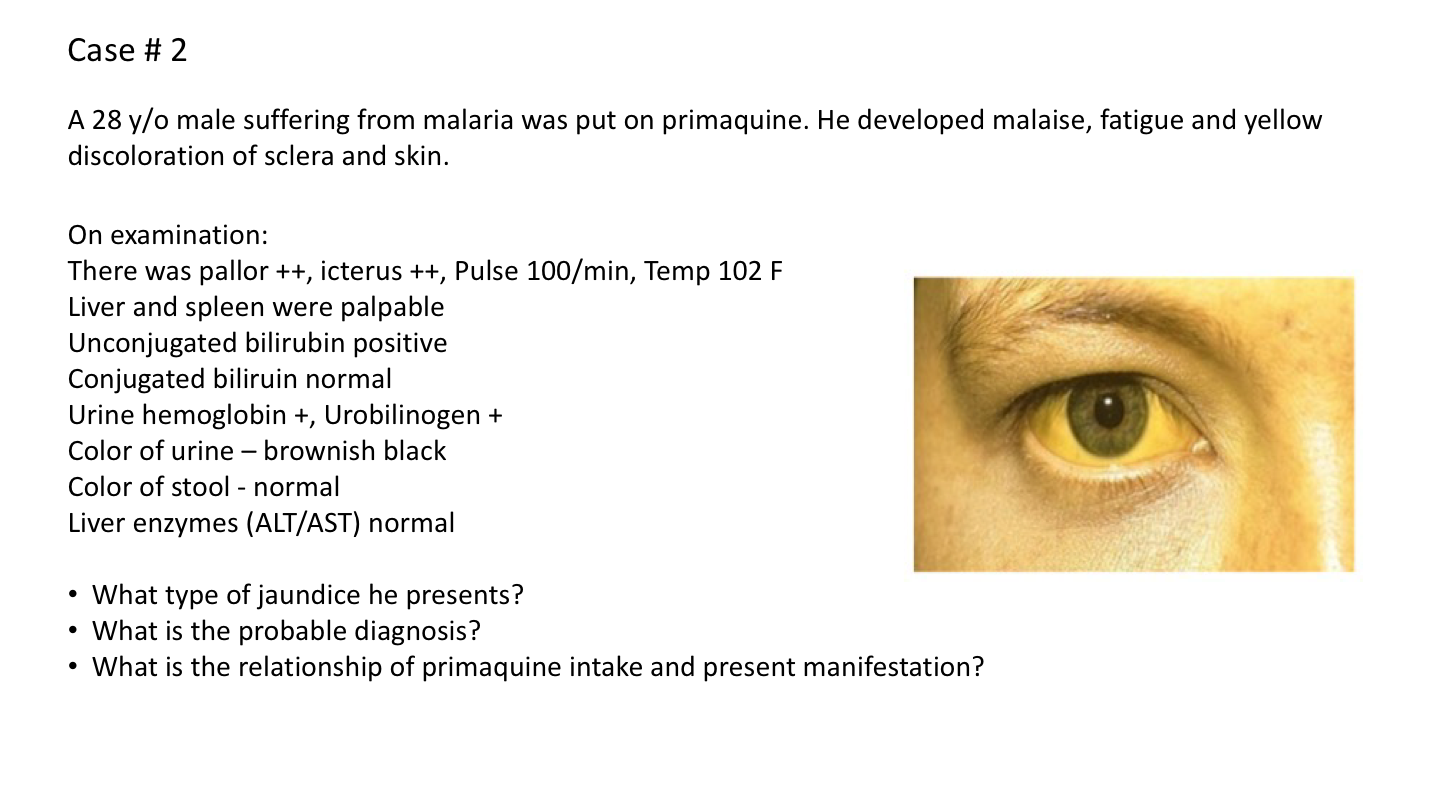 Case # 2
A 28 y/o male suffering from malaria was put on primaquine. He developed malaise, fatigue and yellow
discoloration of sclera and skin.
On examination:
There was pallor ++, icterus ++, Pulse 100/min, Temp 102 F
Liver and spleen were palpable
Unconjugated bilirubin positive
Conjugated biliruin normal
Urine hemoglobin +, Urobilinogen +
Color of urine – brownish black
Color of stool - normal
Liver enzymes (ALT/AST) normal
• What type of jaundice he presents?
• What is the probable diagnosis?
• What is the relationship of primaquine intake and present manifestation?